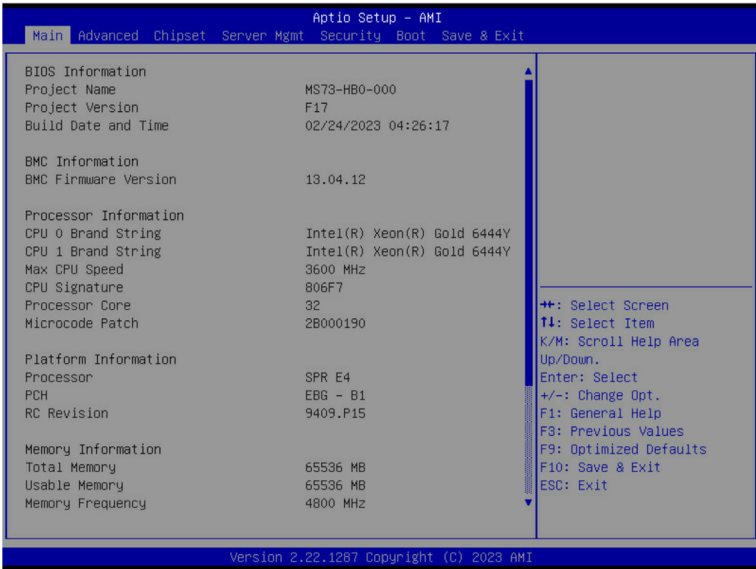 Aptio Setup - AMI
Main Advanced Chipset Server Mgmt Security Boot Save & Exit
BIOS Information
Project Name MS73-HB0-000
Project Version F17
Build Date and Time 02/24/2023 04:26:17
BMC Information
BMC Firmware Version 13.04.12
Processor Information
CPU 0 Brand String Intel(R) Xeon(R) Gold 6444Y
CPU 1 Brand String Intel(R) Xeon(R) Gold 6444Y
Max CPU Speed 3600 MHz
CPU Signature 806F7
Processor Core 32
Microcode Patch 2B000190
Platform Information
Processor SPR E4
PCH EBG - B1
RC Revision 9409.P15
Memory Information
Total Memory 65536 MB
Usable Memory 65536 MB
Memory Frequency 4800 MHz
→←: Select Screen
↑↓: Select Item
K/M: Scroll Help Area
Up/Down.
Enter: Select
+/-: Change Opt.
F1: General Help
F3: Previous Values
F9: Optimized Defaults
F10: Save & Exit
ESC: Exit
Version 2.22.1287 Copyright (C) 2023 AMI